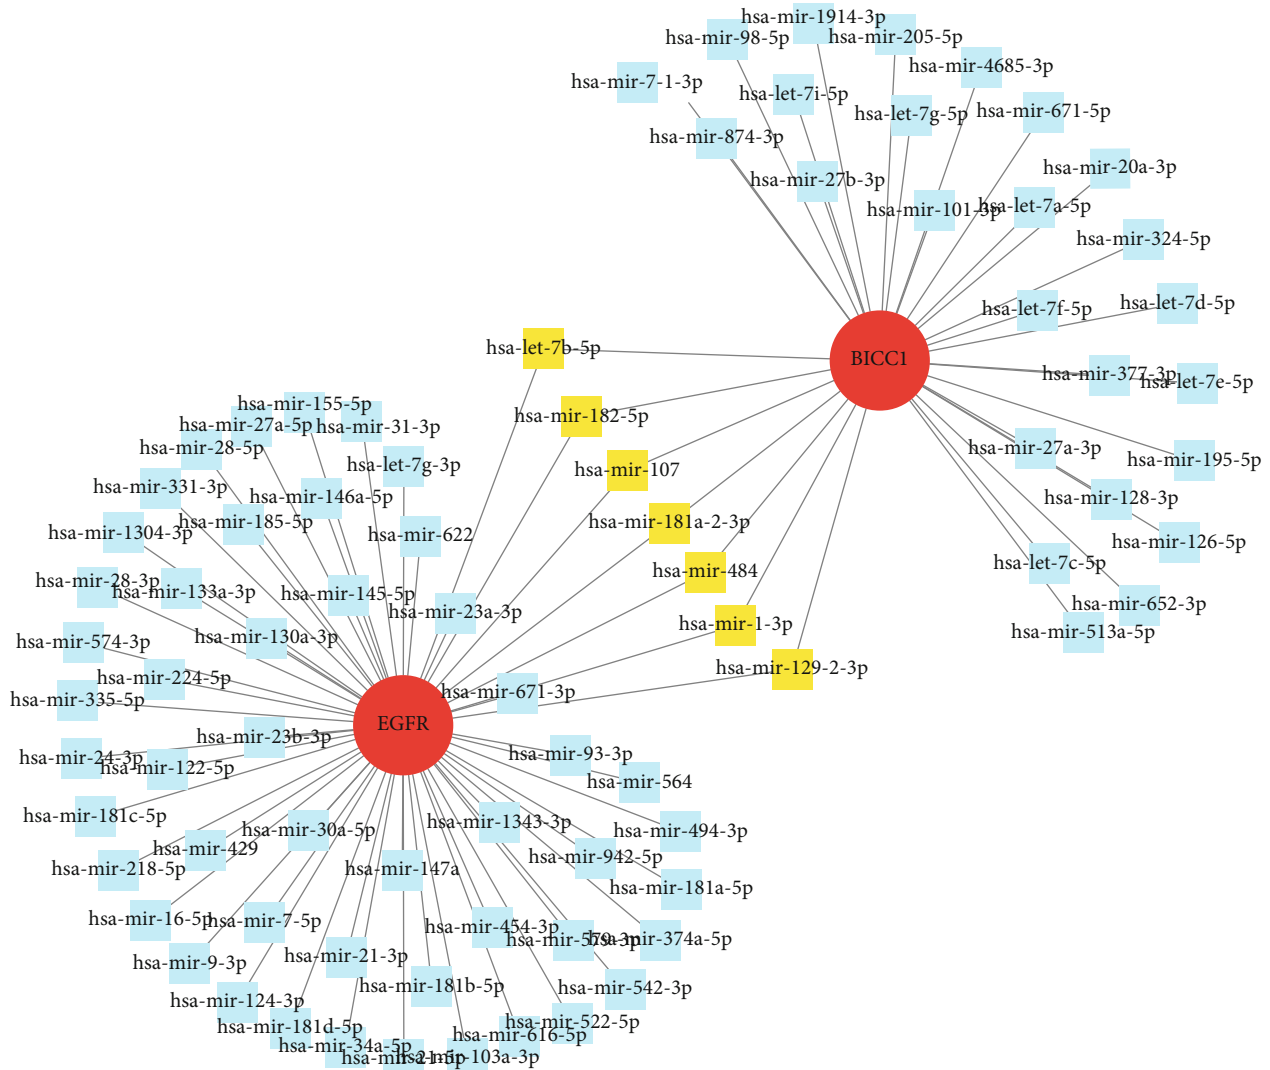 hsa-mir-1914-3p
hsa-mir-98-5p
hsa-mir-205-5p
hsa-mir-4685-3p
hsa-mir-7-1-3p
hsa-let-7i-5p
hsa-let-7g-5p
hsa-mir-671-5p
hsa-mir-874-3p
hsa-mir-20a-3p
hsa-mir-27b-3p
hsa-mir-101-3p
hsa-let-7a-5p
hsa-mir-324-5p
hsa-let-7f-5p
hsa-let-7d-5p
hsa-let-7b-5p
BICC1
hsa-mir-377-3p
hsa-let-7e-5p
hsa-mir-155-5p
hsa-mir-182-5p
hsa-mir-27a-5p
hsa-mir-31-3p
hsa-mir-28-5p
hsa-mir-27a-3p
hsa-mir-195-5p
hsa-let-7g-3p
hsa-mir-107
hsa-mir-331-3p
hsa-mir-146a-5p
hsa-mir-128-3p
hsa-mir-185-5p
hsa-mir-181a-2-3p
hsa-mir-1304-3p
hsa-mir-622
hsa-mir-126-5p
hsa-let-7c-5p
hsa-mir-484
hsa-mir-28-3p
hsa-mir-133a-3p
hsa-mir-145-5p
hsa-mir-23a-3p
hsa-mir-652-3p
hsa-mir-1-3p
hsa-mir-513a-5p
hsa-mir-574-3p
hsa-mir-130a-3p
hsa-mir-129-2-3p
hsa-mir-224-5p
hsa-mir-671-3p
hsa-mir-335-5p
EGFR
hsa-mir-23b-3p
hsa-mir-93-3p
hsa-mir-24-3p
hsa-mir-122-5p
hsa-mir-564
hsa-mir-181c-5p
hsa-mir-30a-5p
hsa-mir-1343-3p
hsa-mir-494-3p
hsa-mir-429
hsa-mir-942-5p
hsa-mir-218-5p
hsa-mir-147a
hsa-mir-181a-5p
hsa-mir-16-5p
hsa-mir-7-5p
hsa-mir-454-3p
hsa-mir-579-3p
hsa-mir-374a-5p
hsa-mir-9-3p
hsa-mir-21-3p
hsa-mir-181b-5p
hsa-mir-542-3p
hsa-mir-124-3p
hsa-mir-181d-5p
hsa-mir-522-5p
hsa-mir-616-5p
hsa-mir-34a-5p
hsa-mir-21-5p
hsa-mir-103a-3p